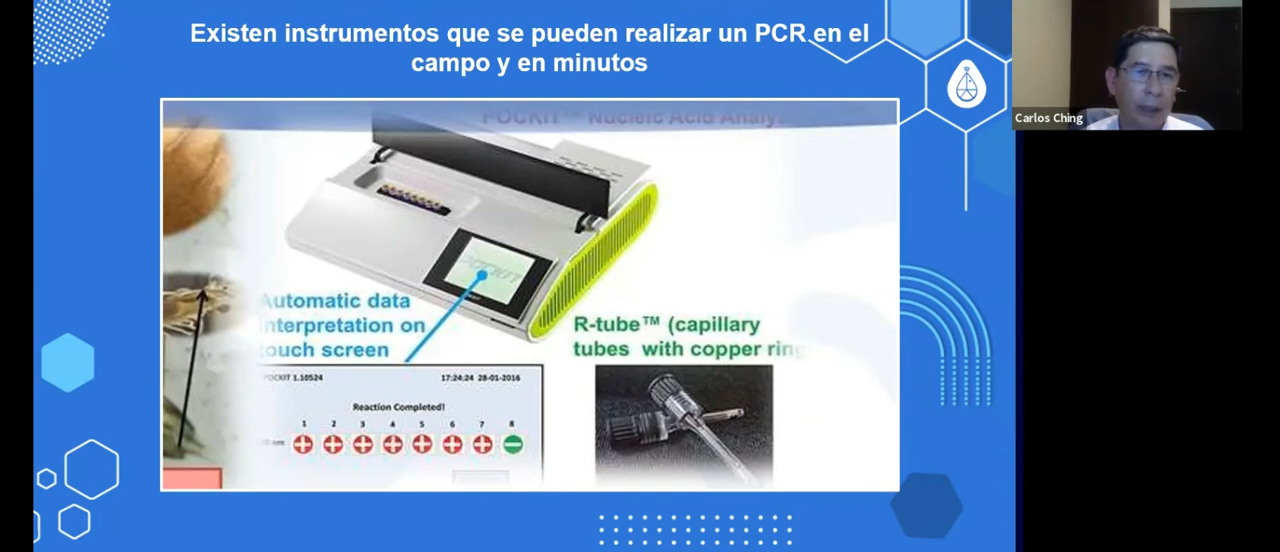 Existen instrumentos que se pueden realizar un PCR en el
campo y en minutos
Carlos Ching
POCKIT™ Nucleic Acid Analy
Automatic data
interpretation on
touch screen
R-tube™ (capillary
tubes with copper ring
POCKIT 1.10524
17:24:24 28-01-2016
Reaction Completed!
1 2 3 4 5 6 7 8
POCKIT